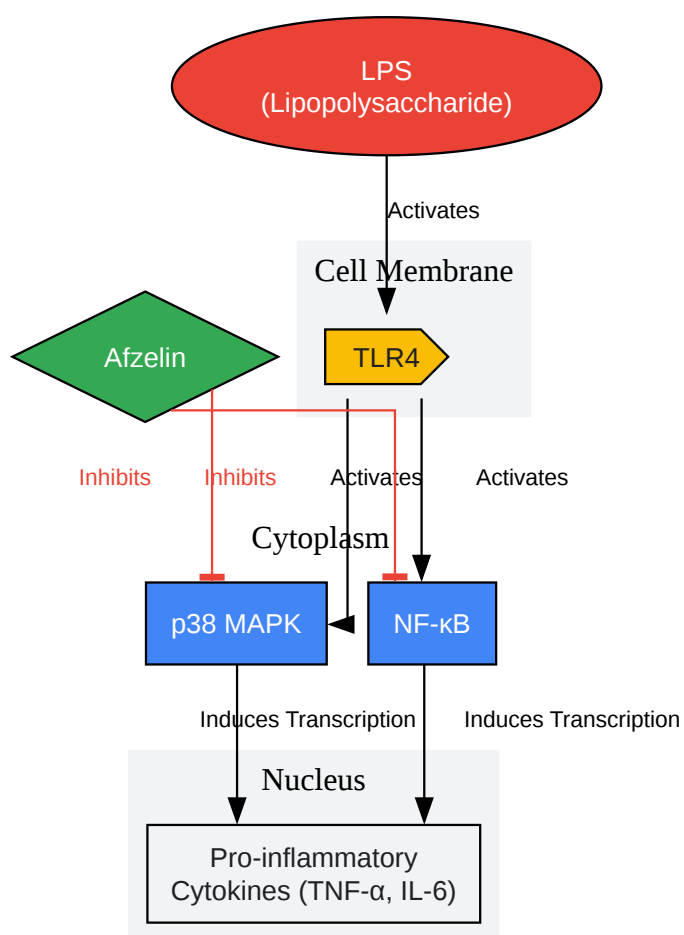 LPS
(Lipopolysaccharide)
Activates
Cell Membrane
Afzelin
TLR4
Inhibits
Inhibits
Activates
Activates
Cytoplasm
p38 MAPK
NF-κB
Induces Transcription
Induces Transcription
Nucleus
Pro-inflammatory
Cytokines (TNF-α, IL-6)